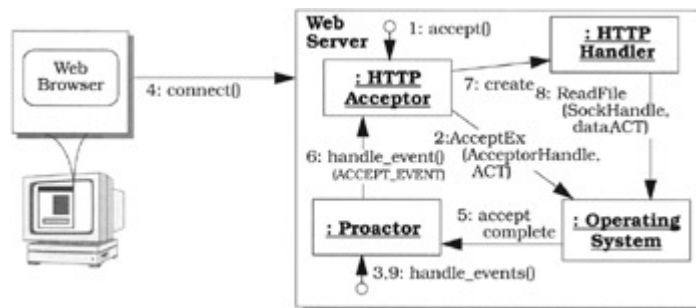 Web
Server
1: accept()
: HTTP
Handler
Web
Browser
4: connect()
: HTTP
Acceptor
7: create
8: ReadFile
(SockHandle,
dataACT)
2:AcceptEx
(AcceptorHandle,
ACT)
6: handle_event()
(ACCEPT_EVENT)
5: accept
complete
: Proactor
: Operating
System
3,9: handle_events()